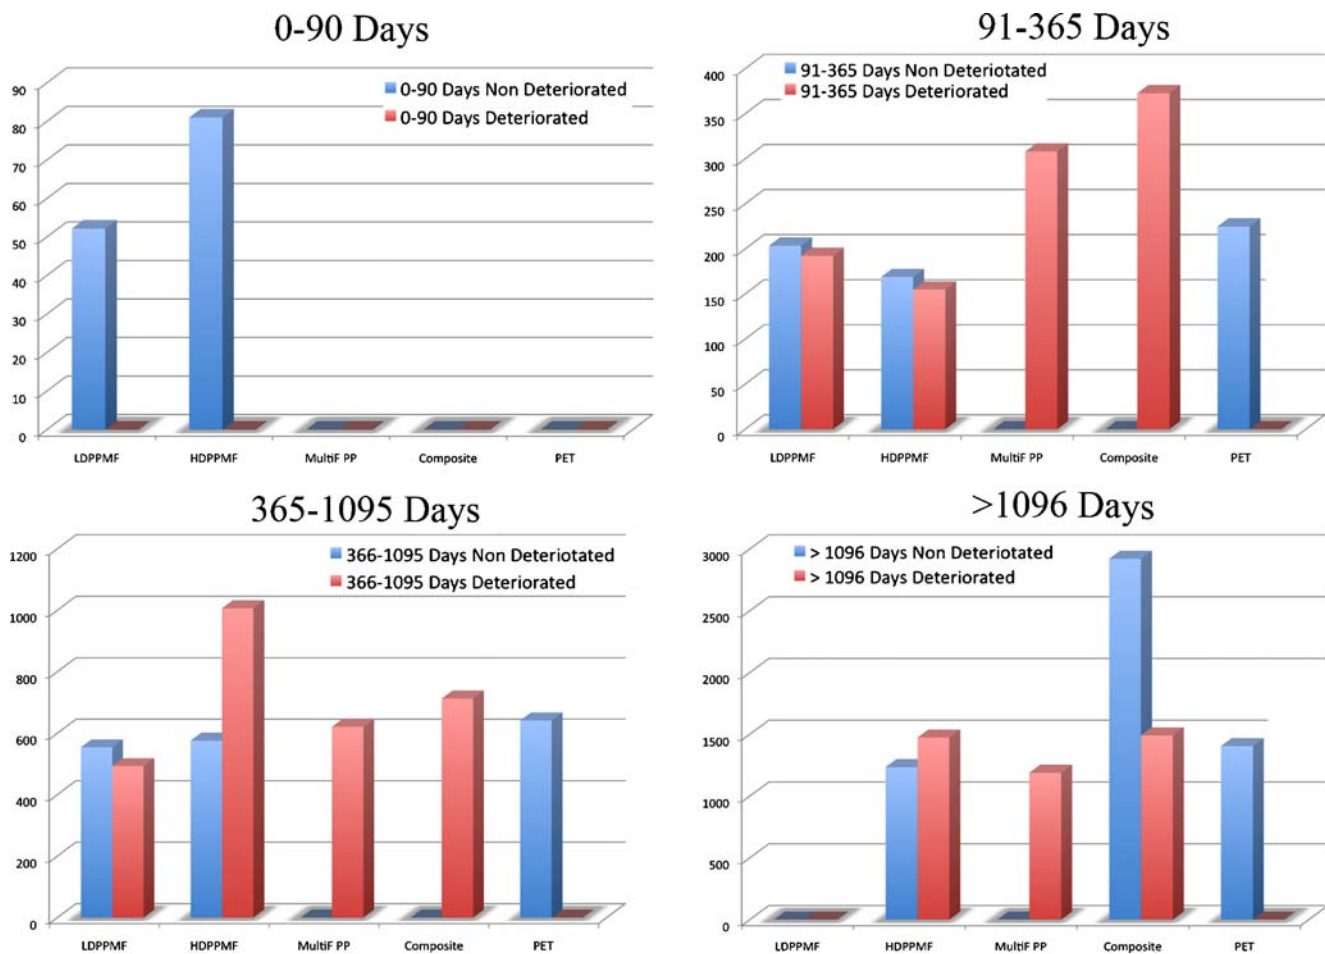 0-90 Days
0-90 Days Non Deteriorated
0-90 Days Deteriorated
90
80
70
60
50
40
30
20
10
0
LDPPMF HDPPMF MultiF PP Composite PET
91-365 Days
91-365 Days Non Deteriotated
91-365 Days Deteriorated
400
350
300
250
200
150
100
50
0
LDPPMF HDPPMF MultiF PP Composite PET
365-1095 Days
366-1095 Days Non Deteriotated
366-1095 Days Deteriorated
1200
1000
800
600
400
200
0
LDPPMF HDPPMF MultiF PP Composite PET
>1096 Days
> 1096 Days Non Deteriotated
> 1096 Days Deteriorated
3000
2500
2000
1500
1000
500
0
LDPPMF HDPPMF MultiF PP Composite PET